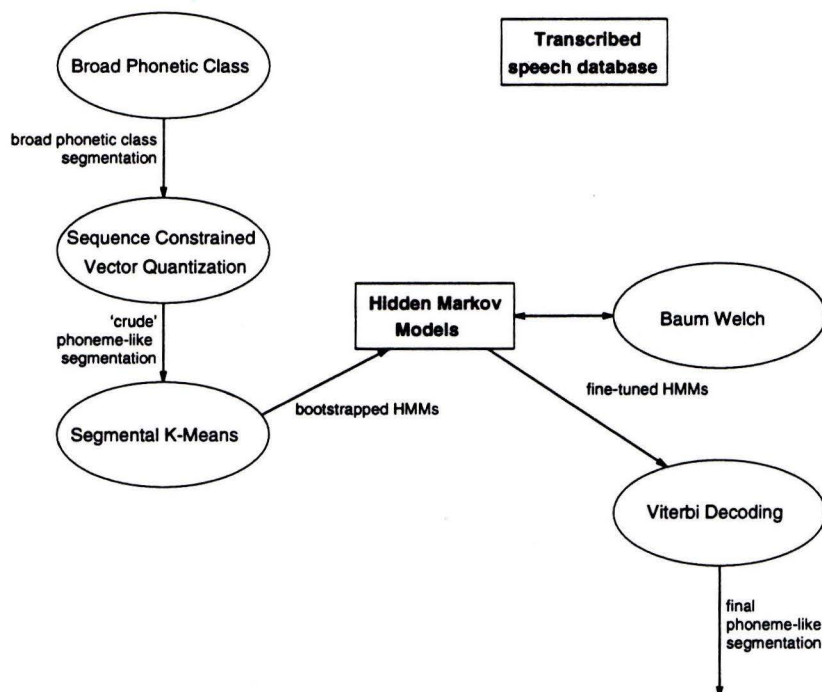 Broad Phonetic Class
Transcribed
speech database
broad phonetic class
segmentation
Sequence Constrained
Vector Quantization
'crude'
phoneme-like
segmentation
Hidden Markov
Models
Baum Welch
Segmental K-Means
bootstrapped HMMs
fine-tuned HMMs
Viterbi Decoding
final
phoneme-like
segmentation